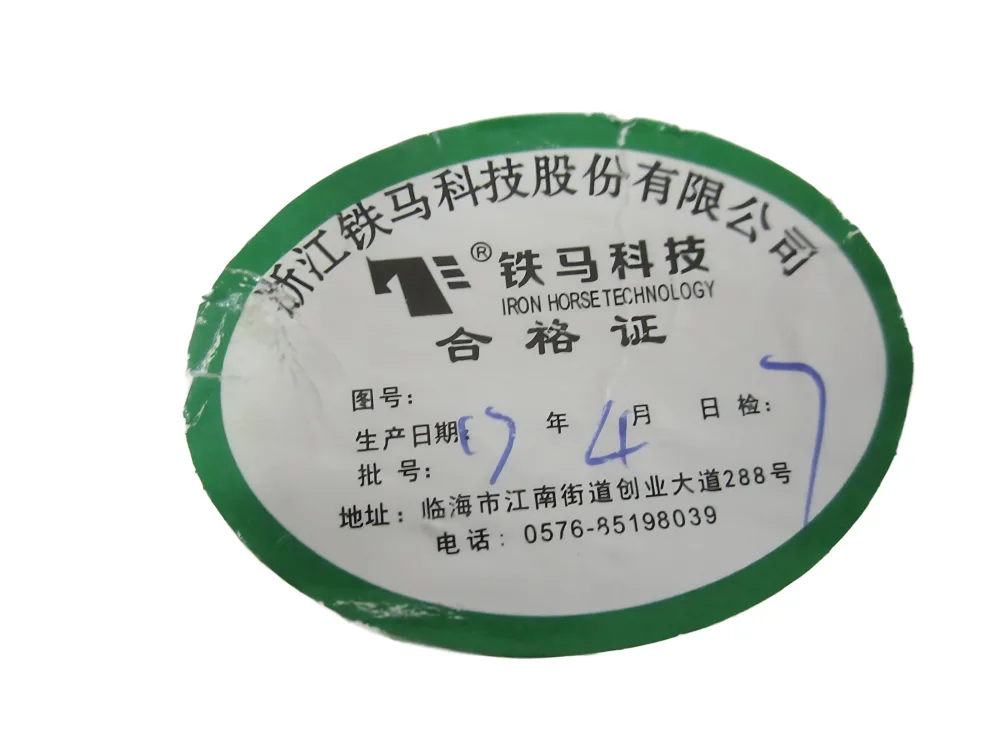 浙江铁马科技股份有限公司
® 铁马科技
IRON HORSE TECHNOLOGY
合格证
图号：
生产日期：17 年 4 月 日 检：7
批号：
地址：临海市江南街道创业大道288号
电话：0576-85198039